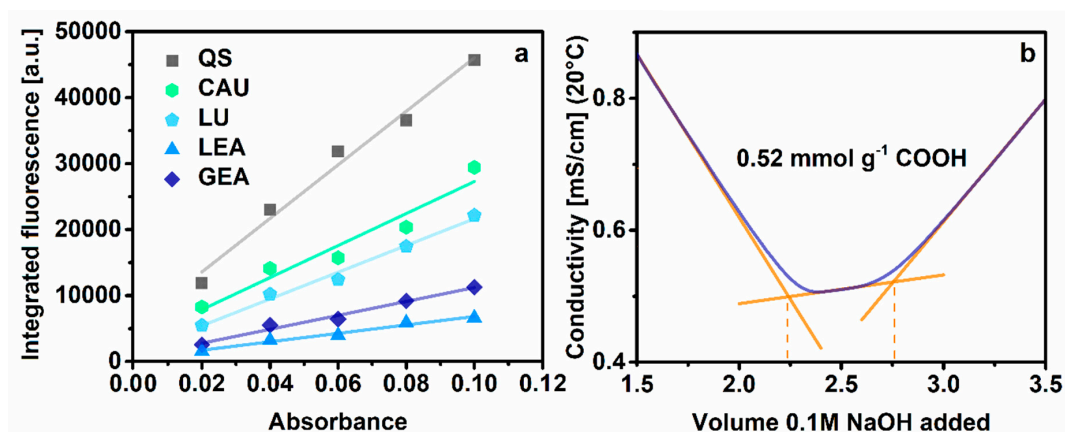 a
Integrated fluorescence [a.u.]
50000
40000
30000
20000
10000
0
QS
CAU
LU
LEA
GEA
0.00 0.02 0.04 0.06 0.08 0.10 0.12
Absorbance
b
Conductivity [mS/cm] (20°C)
0.8
0.6
0.4
0.52 mmol g⁻¹ COOH
1.5 2.0 2.5 3.0 3.5
Volume 0.1M NaOH added